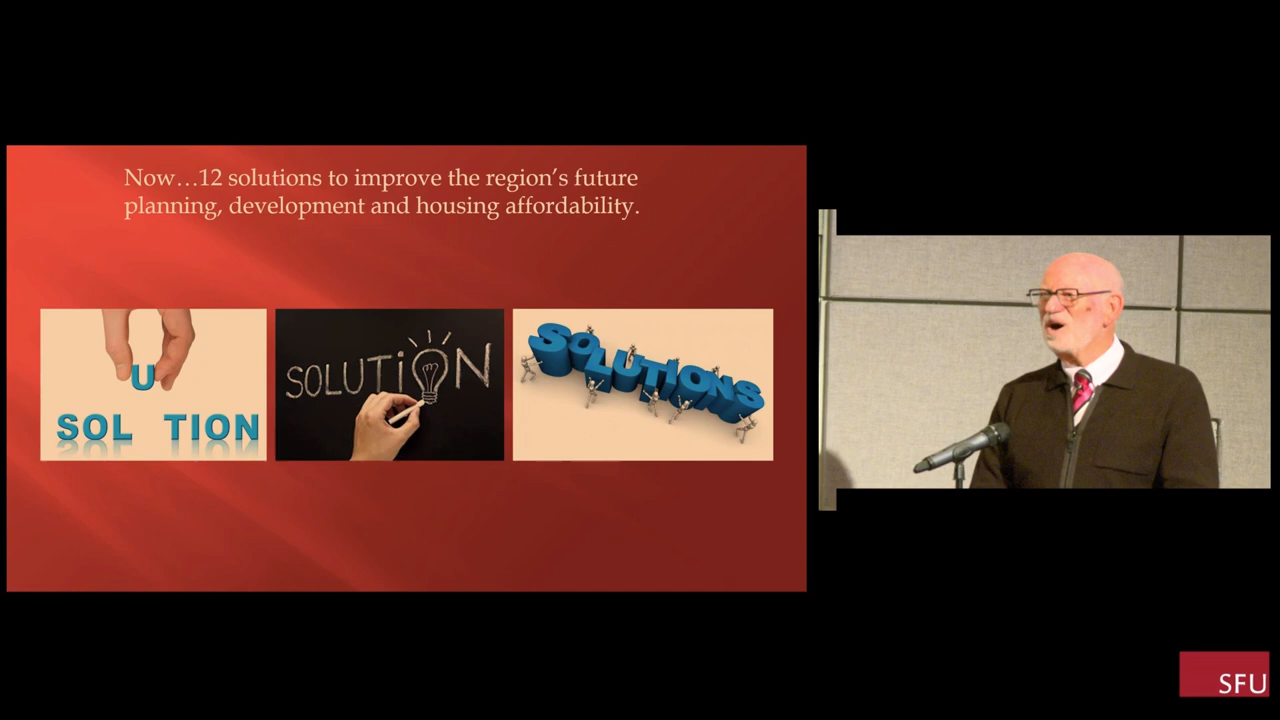 Now…12 solutions to improve the region’s future
planning, development and housing affordability.
U
SOL TION
SOLUTiON
SOLUTIONS
SFU